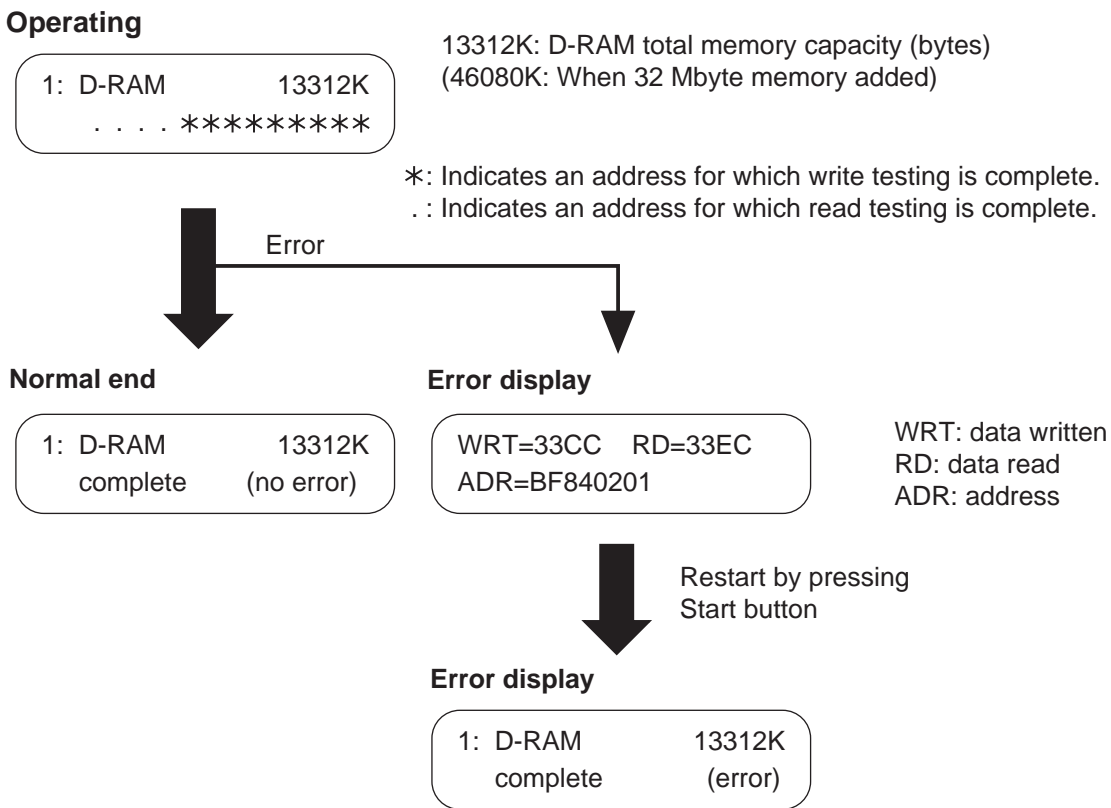 Operating
1: D-RAM 13312K
. . . . *********
13312K: D-RAM total memory capacity (bytes)
(46080K: When 32 Mbyte memory added)
*: Indicates an address for which write testing is complete.
. : Indicates an address for which read testing is complete.
Error
Normal end
1: D-RAM 13312K
complete (no error)
Error display
WRT=33CC RD=33EC
ADR=BF840201
WRT: data written
RD: data read
ADR: address
Restart by pressing
Start button
Error display
1: D-RAM 13312K
complete (error)